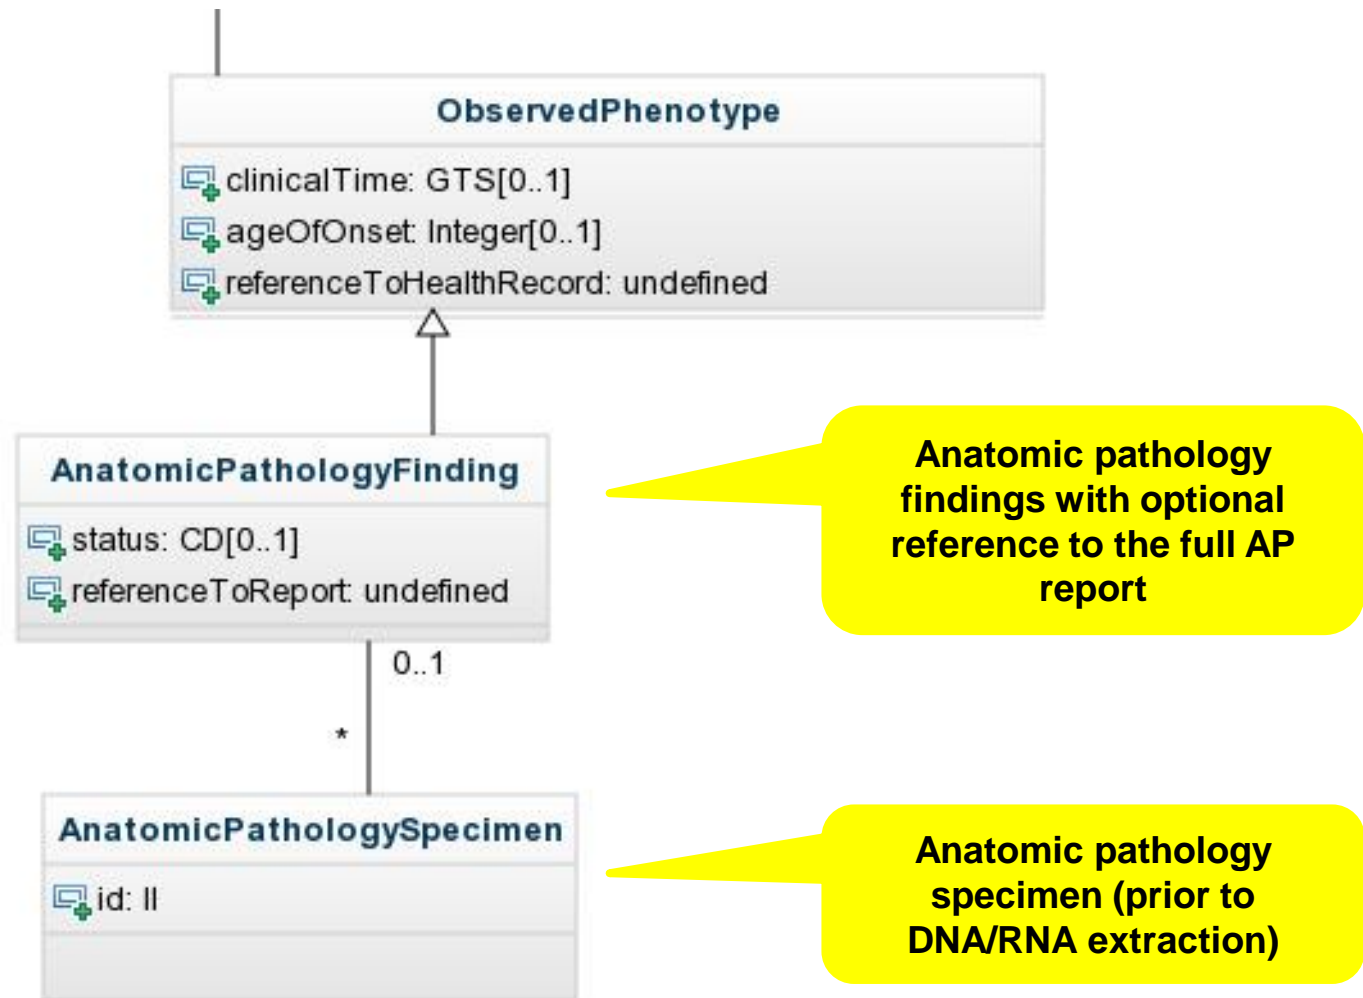 ObservedPhenotype
clinicalTime: GTS[0..1]
ageOfOnset: Integer[0..1]
referenceToHealthRecord: undefined
AnatomicPathologyFinding
status: CD[0..1]
referenceToReport: undefined
Anatomic pathology
findings with optional
reference to the full AP
report
0..1
*
AnatomicPathologySpecimen
id: II
Anatomic pathology
specimen (prior to
DNA/RNA extraction)